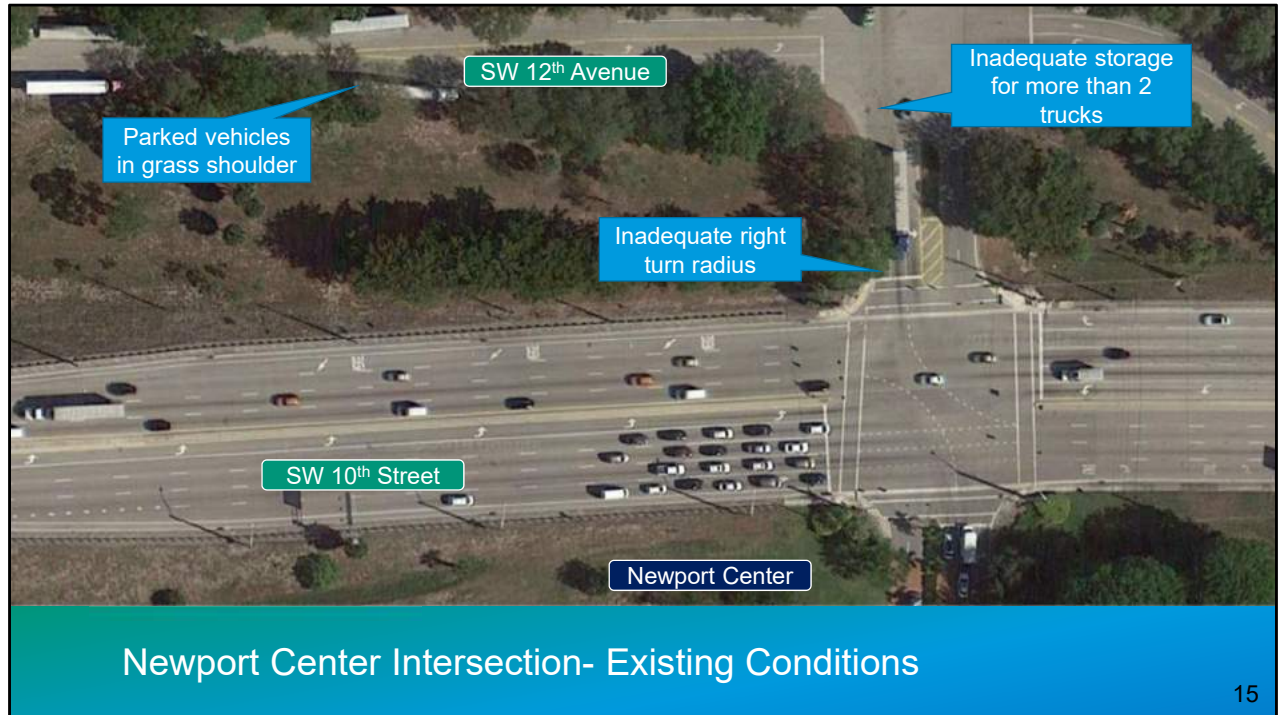 SW 12th Avenue
Inadequate storage
for more than 2
trucks
Parked vehicles
in grass shoulder
Inadequate right
turn radius
SW 10th Street
Newport Center
Newport Center Intersection- Existing Conditions
15